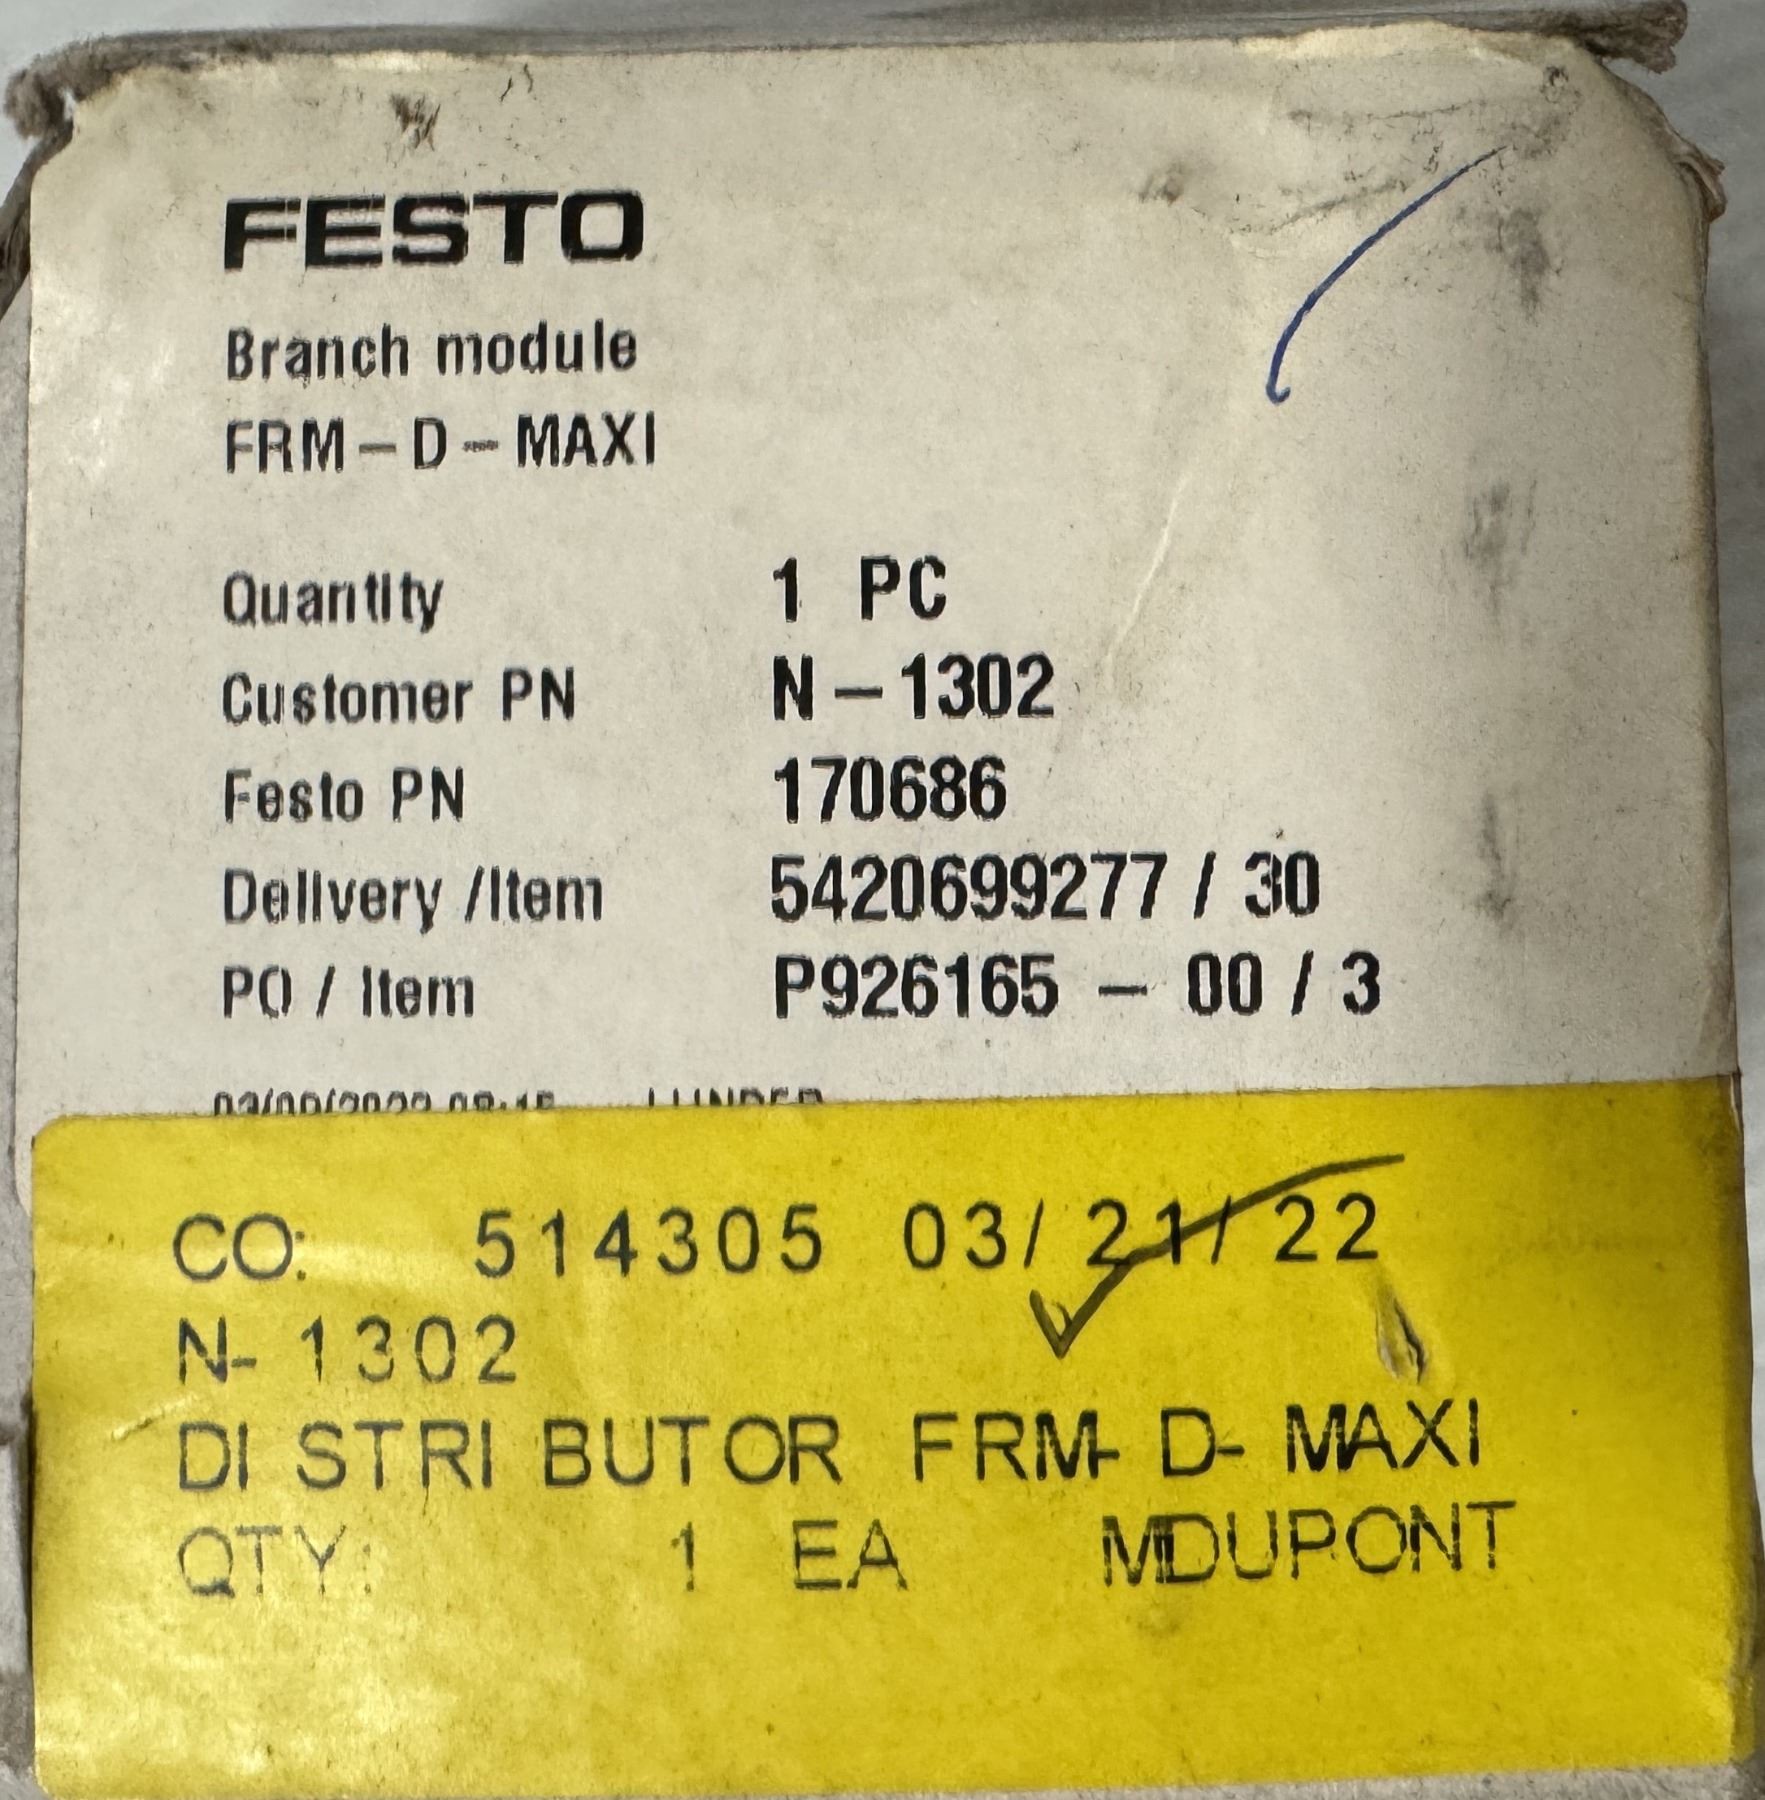 FESTO
Branch module
FRM-D-MAXI
Quantity 1 PC
Customer PN N-1302
Festo PN 170686
Delivery /Item 5420699277 / 30
PO / Item P926165 - 00 / 3
CO: 514305 03/21/22
N-1302
DISTRIBUTOR FRM-D-MAXI
QTY: 1 EA MDUPONT